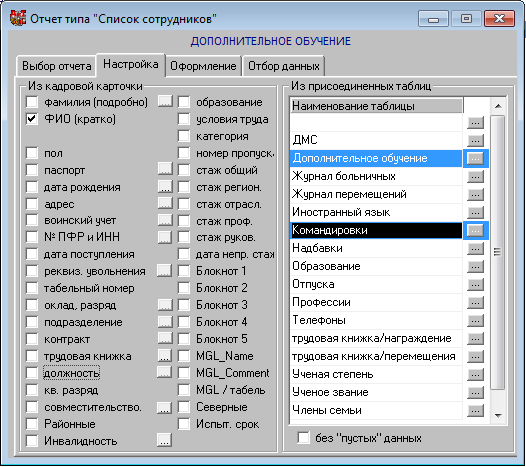 Отчет типа "Список сотрудников"
ДОПОЛНИТЕЛЬНОЕ ОБУЧЕНИЕ
Выбор отчета Настройка Оформление Отбор данных
Из кадровой карточки
фамилия (подробно) ...
ФИО (кратко)
пол
паспорт ...
дата рождения ...
адрес ...
воинский учет ...
№ ПФР и ИНН ...
дата поступления
реквиз. увольнения ...
табельный номер
оклад, разряд ...
подразделение ...
контракт ...
трудовая книжка ...
должность ...
кв. разряд
совместительство. ...
Районные
Инвалидность ...
образование
условия труда
категория
номер пропуска
стаж общий
стаж регион.
стаж отрасл.
стаж проф.
стаж руков.
дата непр. стаж
Блокнот 1
Блокнот 2
Блокнот 3
Блокнот 4
Блокнот 5
MGL_Name
MGL_Comment
MGL / табель
Северные
Испыт. срок
Из присоединенных таблиц
Наименование таблицы
...
ДМС ...
Дополнительное обучение ...
Журнал больничных ...
Журнал перемещений ...
Иностранный язык ...
Командировки ...
Надбавки ...
Образование ...
Отпуска ...
Профессии ...
Телефоны ...
трудовая книжка/награждение ...
трудовая книжка/перемещения ...
Ученая степень ...
Ученое звание ...
Члены семьи ...
без "пустых" данных